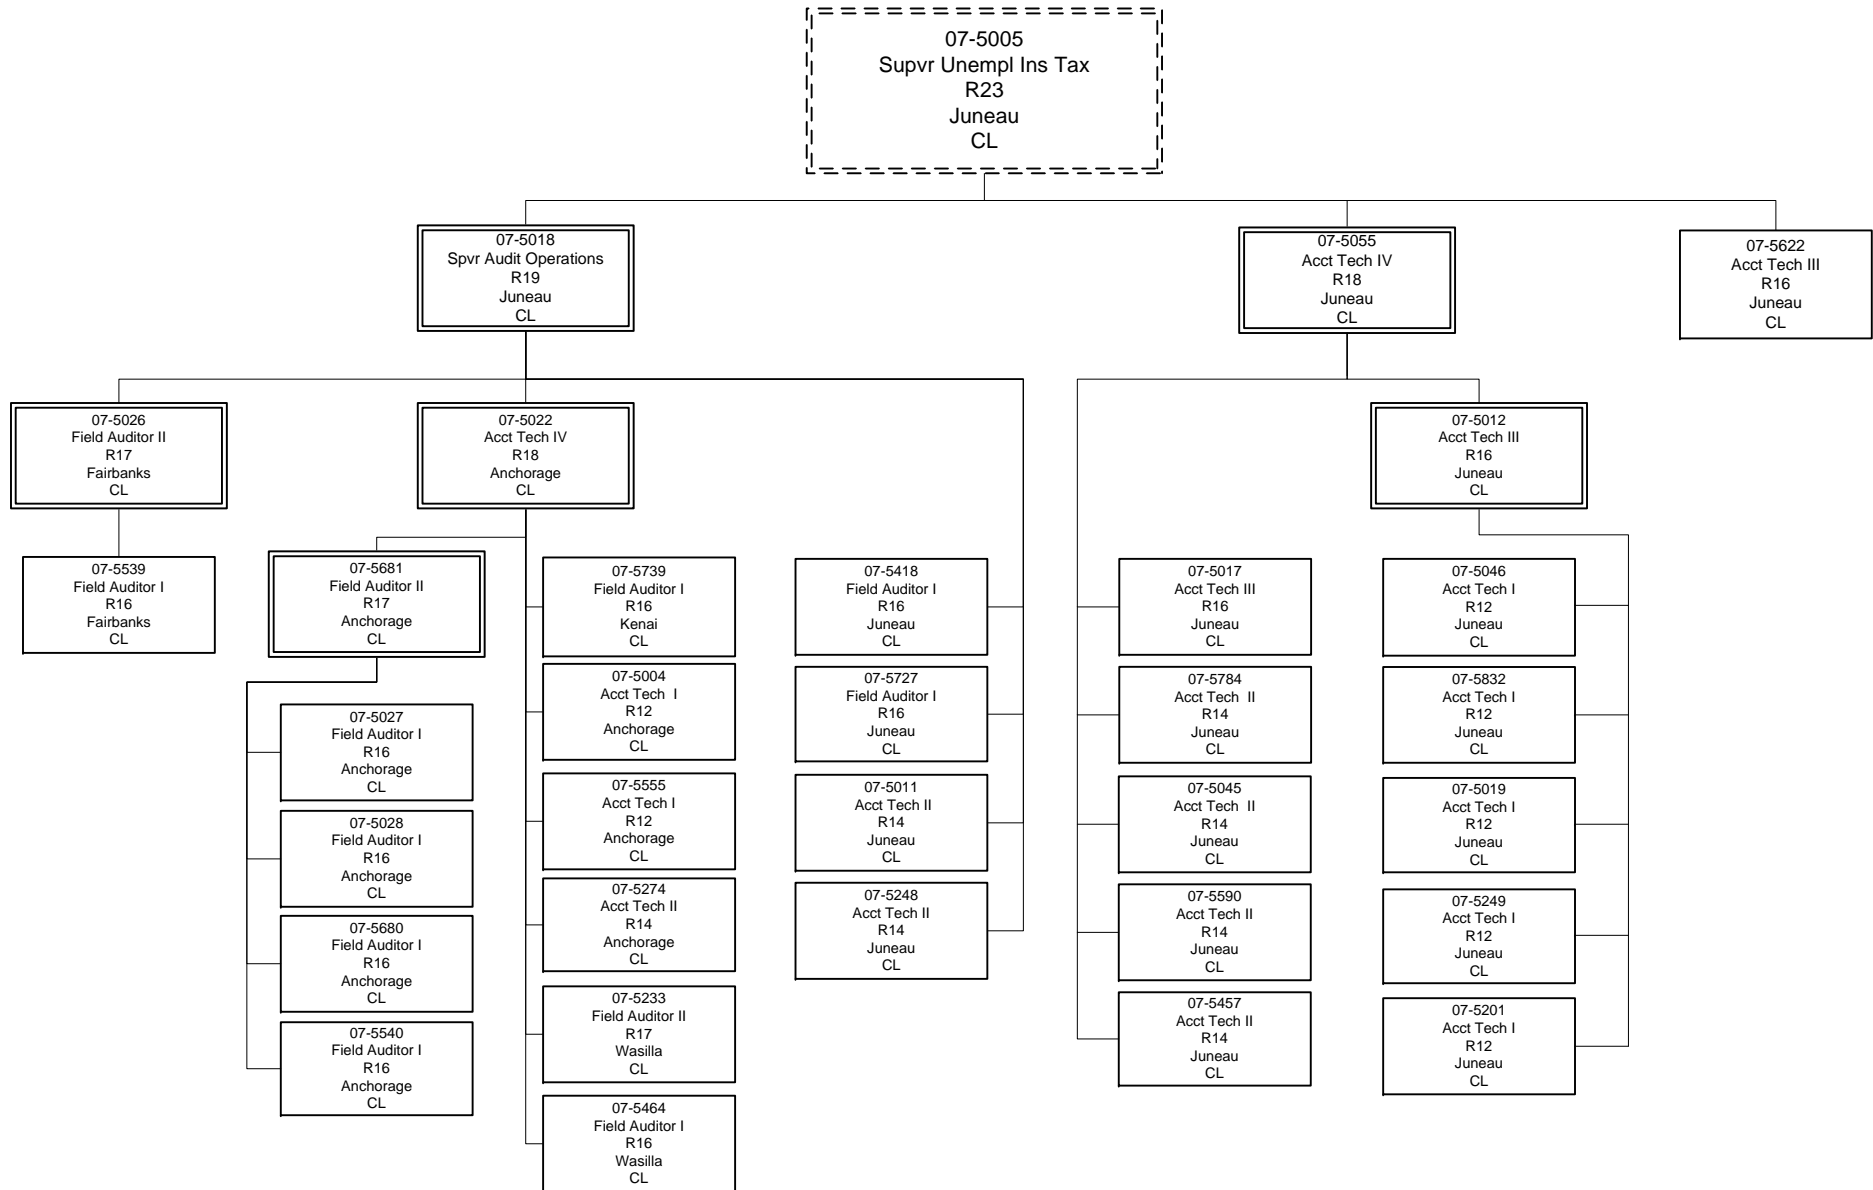 07-5005
Supvr Unempl Ins Tax
R23
Juneau
CL
07-5018
Spvr Audit Operations
R19
Juneau
CL
07-5055
Acct Tech IV
R18
Juneau
CL
07-5622
Acct Tech III
R16
Juneau
CL
07-5026
Field Auditor II
R17
Fairbanks
CL
07-5022
Acct Tech IV
R18
Anchorage
CL
07-5012
Acct Tech III
R16
Juneau
CL
07-5539
Field Auditor I
R16
Fairbanks
CL
07-5681
Field Auditor II
R17
Anchorage
CL
07-5027
Field Auditor I
R16
Anchorage
CL
07-5028
Field Auditor I
R16
Anchorage
CL
07-5680
Field Auditor I
R16
Anchorage
CL
07-5540
Field Auditor I
R16
Anchorage
CL
07-5739
Field Auditor I
R16
Kenai
CL
07-5004
Acct Tech I
R12
Anchorage
CL
07-5555
Acct Tech I
R12
Anchorage
CL
07-5274
Acct Tech II
R14
Anchorage
CL
07-5233
Field Auditor II
R17
Wasilla
CL
07-5464
Field Auditor I
R16
Wasilla
CL
07-5418
Field Auditor I
R16
Juneau
CL
07-5727
Field Auditor I
R16
Juneau
CL
07-5011
Acct Tech II
R14
Juneau
CL
07-5248
Acct Tech II
R14
Juneau
CL
07-5017
Acct Tech III
R16
Juneau
CL
07-5784
Acct Tech II
R14
Juneau
CL
07-5045
Acct Tech II
R14
Juneau
CL
07-5590
Acct Tech II
R14
Juneau
CL
07-5457
Acct Tech II
R14
Juneau
CL
07-5046
Acct Tech I
R12
Juneau
CL
07-5832
Acct Tech I
R12
Juneau
CL
07-5019
Acct Tech I
R12
Juneau
CL
07-5249
Acct Tech I
R12
Juneau
CL
07-5201
Acct Tech I
R12
Juneau
CL